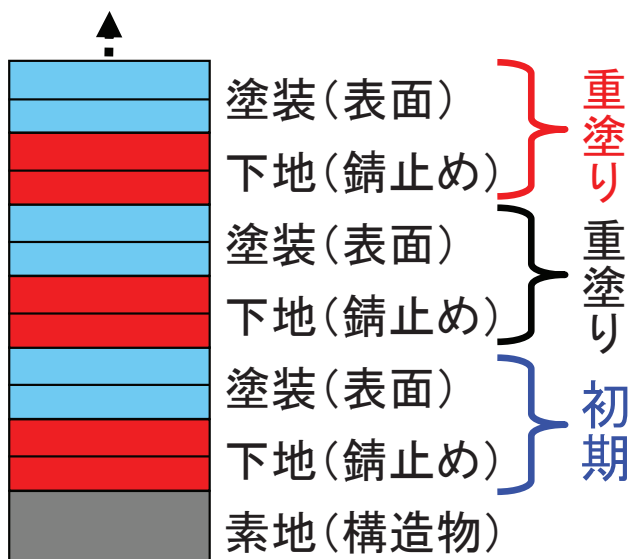 塗装(表面)
下地(錆止め)
重塗り
塗装(表面)
下地(錆止め)
重塗り
塗装(表面)
下地(錆止め)
初期
素地(構造物)